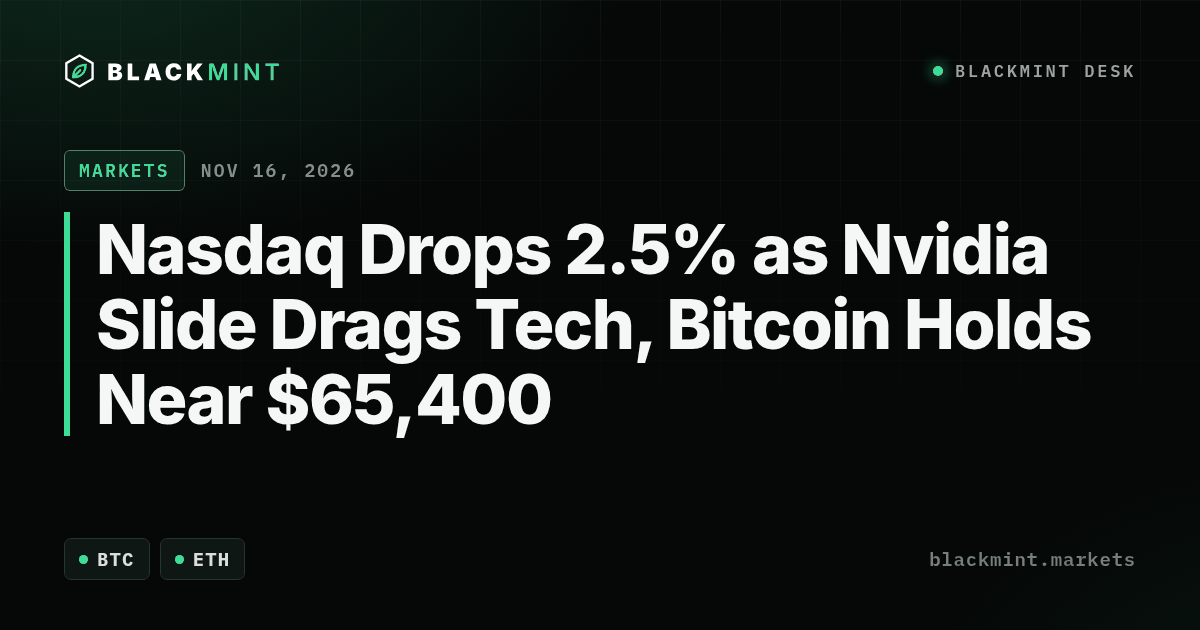 BLACKMINT
BLACKMINT DESK
MARKETS
NOV 16, 2026
Nasdaq Drops 2.5% as Nvidia
Slide Drags Tech, Bitcoin Holds
Near $65,400
BTC
ETH
blackmint.markets